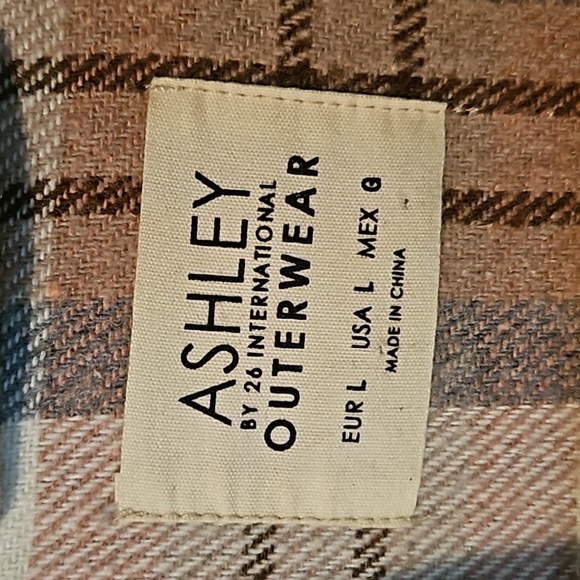 ASHLEY
BY 26 INTERNATIONAL
OUTERWEAR
EUR L USA L MEX G
MADE IN CHINA